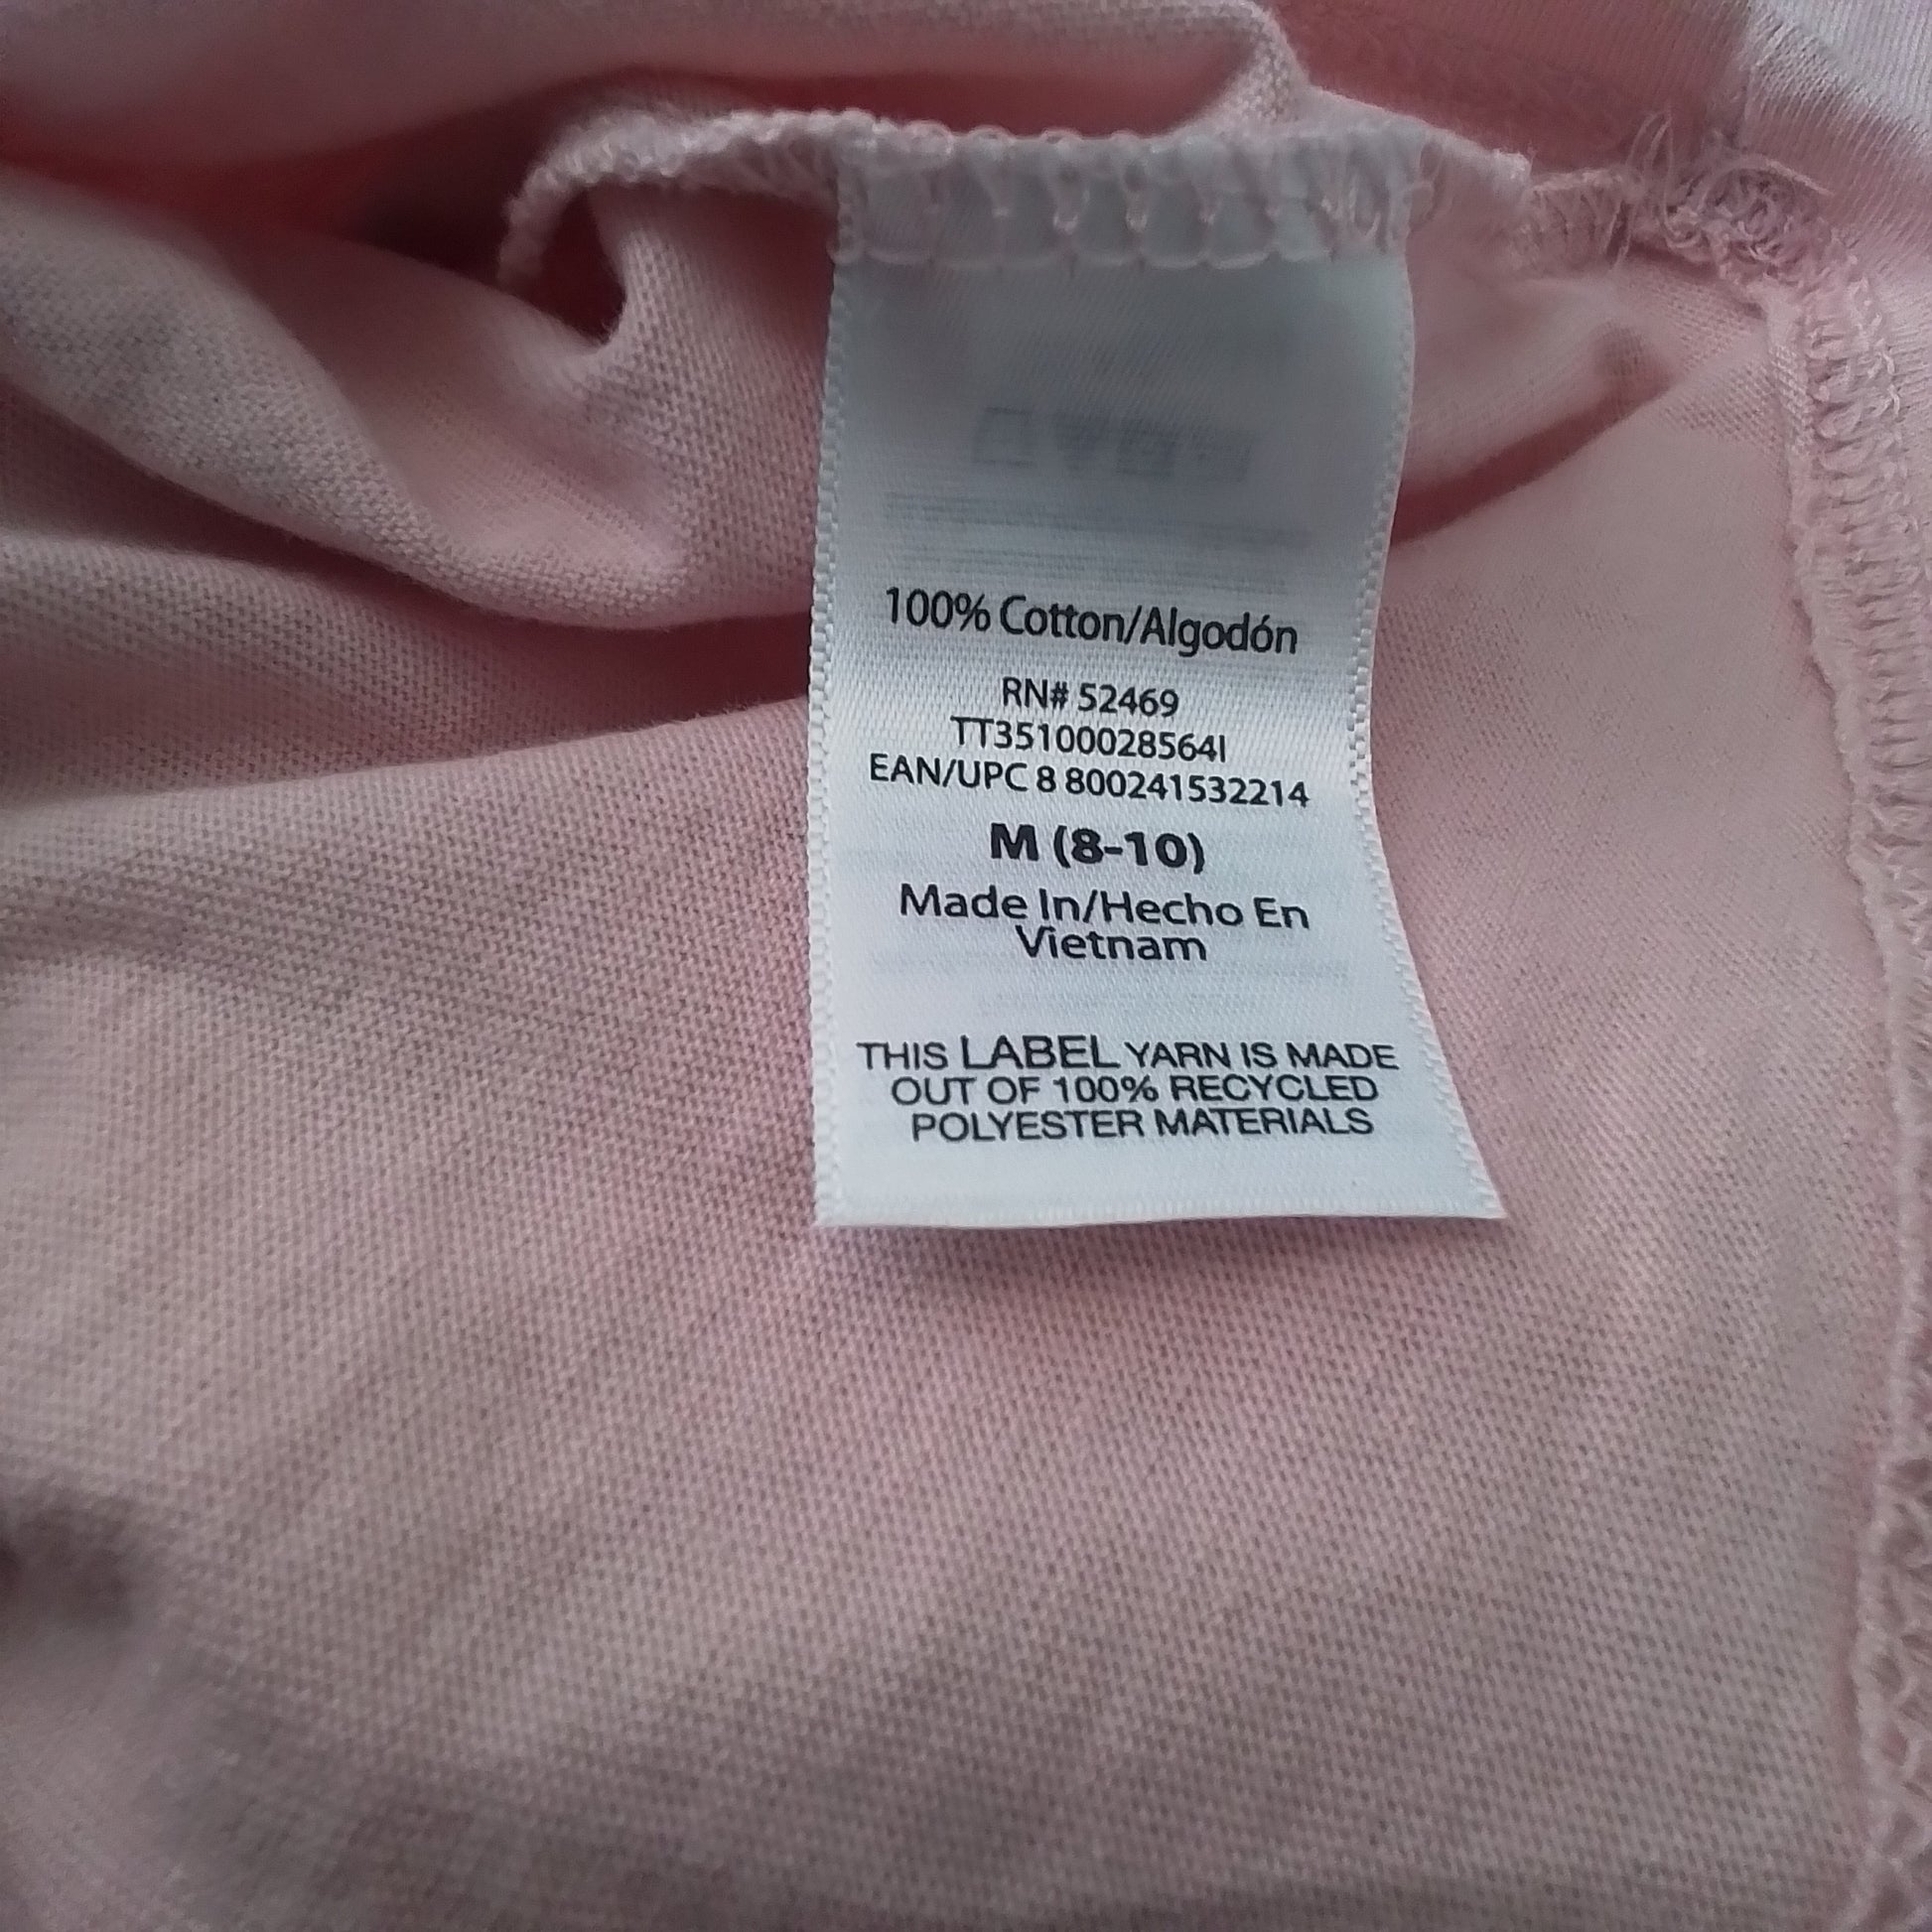 100% Cotton/Algodón
RN# 52469
TT35100028564I
EAN/UPC 8 800241532214
M (8-10)
Made In/Hecho En
Vietnam
THIS LABEL YARN IS MADE
OUT OF 100% RECYCLED
POLYESTER MATERIALS